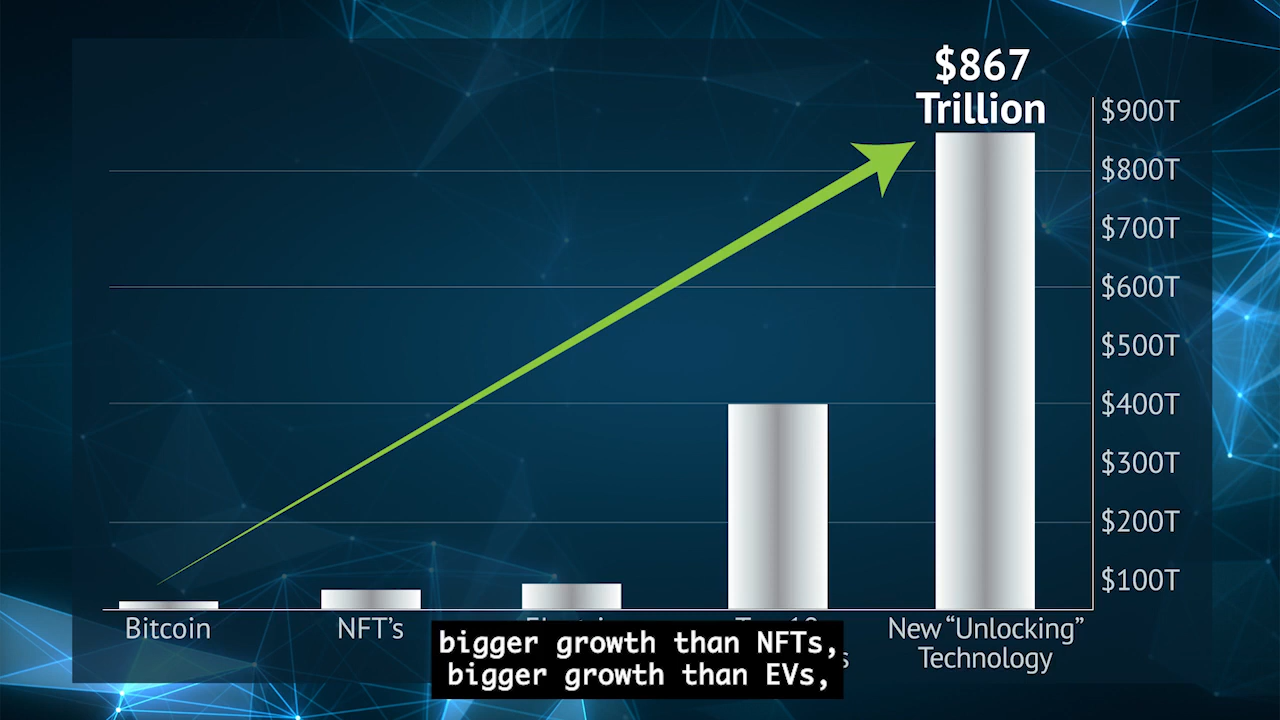 $867
Trillion
$900T
$800T
$700T
$600T
$500T
$400T
$300T
$200T
$100T
Bitcoin
NFT’s
New “Unlocking”
Technology
bigger growth than NFTs,
bigger growth than EVs,